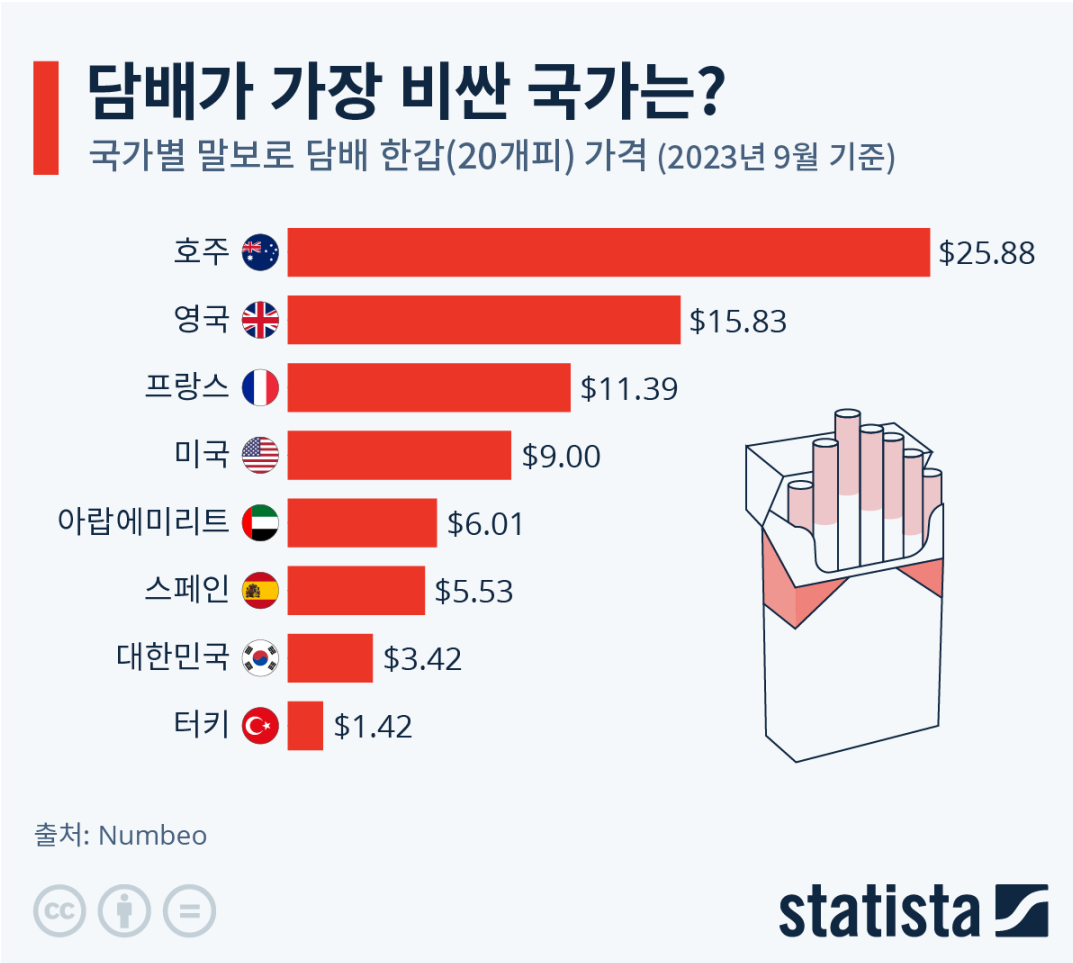 담배가 가장 비싼 국가는?
국가별 말보로 담배 한갑(20개피) 가격 (2023년 9월 기준)
호주 $25.88
영국 $15.83
프랑스 $11.39
미국 $9.00
아랍에미리트 $6.01
스페인 $5.53
대한민국 $3.42
터키 $1.42
출처: Numbeo
cc =
statista